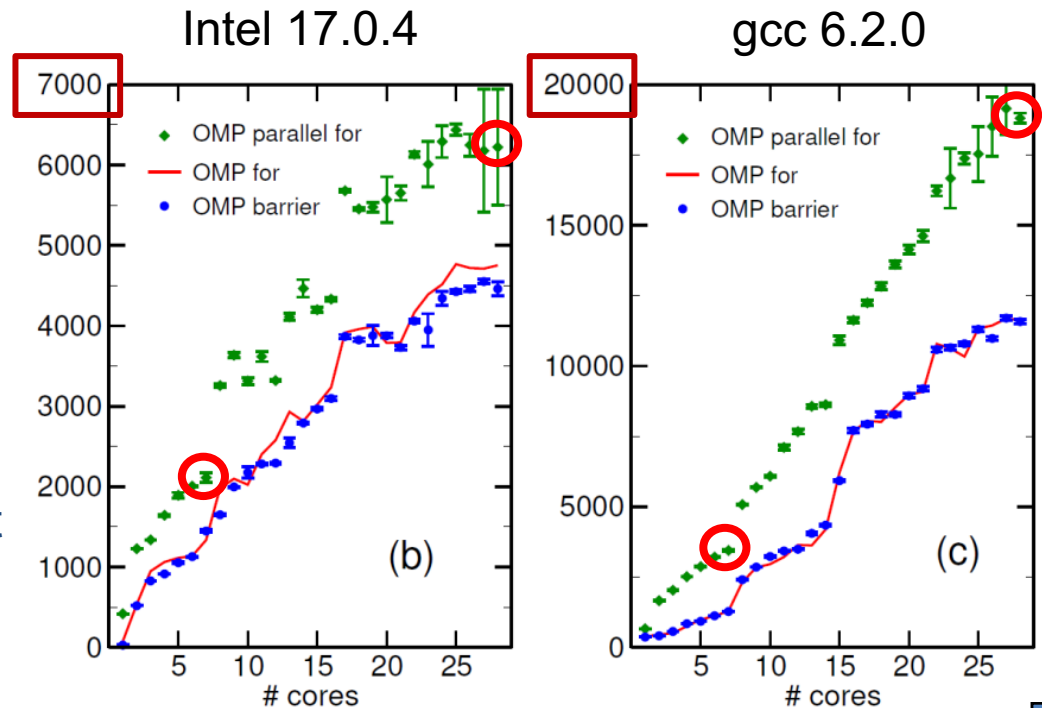 Intel 17.0.4
7000
6000
5000
4000
3000
2000
1000
0
OMP parallel for
OMP for
OMP barrier
(b)
5 10 15 20 25
# cores
gcc 6.2.0
20000
15000
10000
5000
0
OMP parallel for
OMP for
OMP barrier
(c)
5 10 15 20 25
# cores